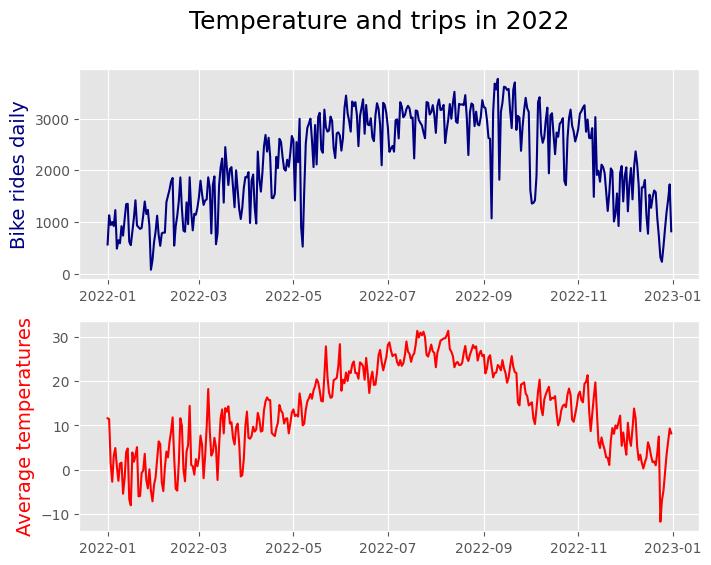 Temperature and trips in 2022
Bike rides daily
3000
2000
1000
0
2022-01 2022-03 2022-05 2022-07 2022-09 2022-11 2023-01
Average temperatures
30
20
10
0
−10
2022-01 2022-03 2022-05 2022-07 2022-09 2022-11 2023-01